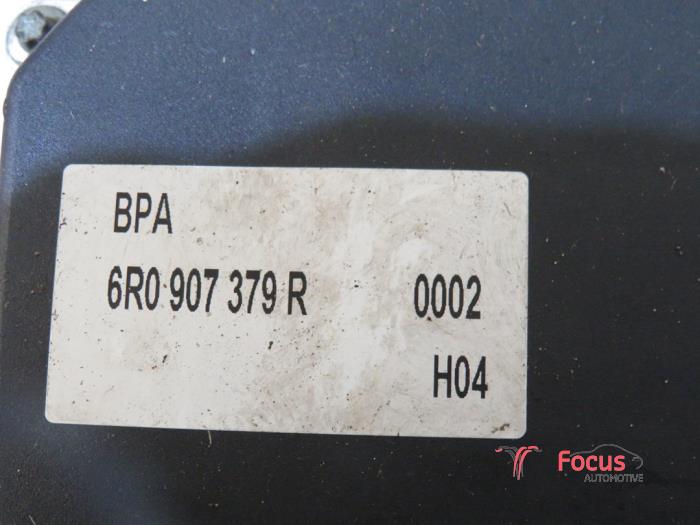 BPA
6R0 907 379 R 0002
H04
Focus
AUTOMOTIVE